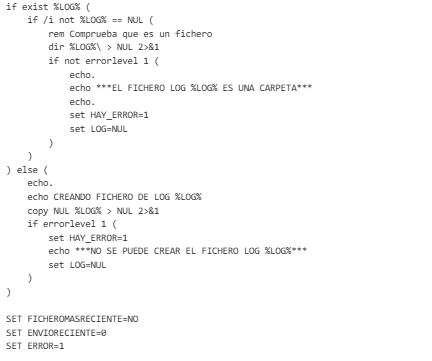 if exist %LOG% (
if /i not %LOG% == NUL (
rem Comprueba que es un fichero
dir %LOG%\ > NUL 2>&1
if not errorlevel 1 (
echo.
echo ***EL FICHERO LOG %LOG% ES UNA CARPETA***
echo.
set HAY_ERROR=1
set LOG=NUL
)
)
) else (
echo.
echo CREANDO FICHERO DE LOG %LOG%
copy NUL %LOG% > NUL 2>&1
if errorlevel 1 (
set HAY_ERROR=1
echo ***NO SE PUEDE CREAR EL FICHERO LOG %LOG%***
set LOG=NUL
)
)
SET FICHEROMASRECIENTE=NO
SET ENVIORECIENTE=0
SET ERROR=1